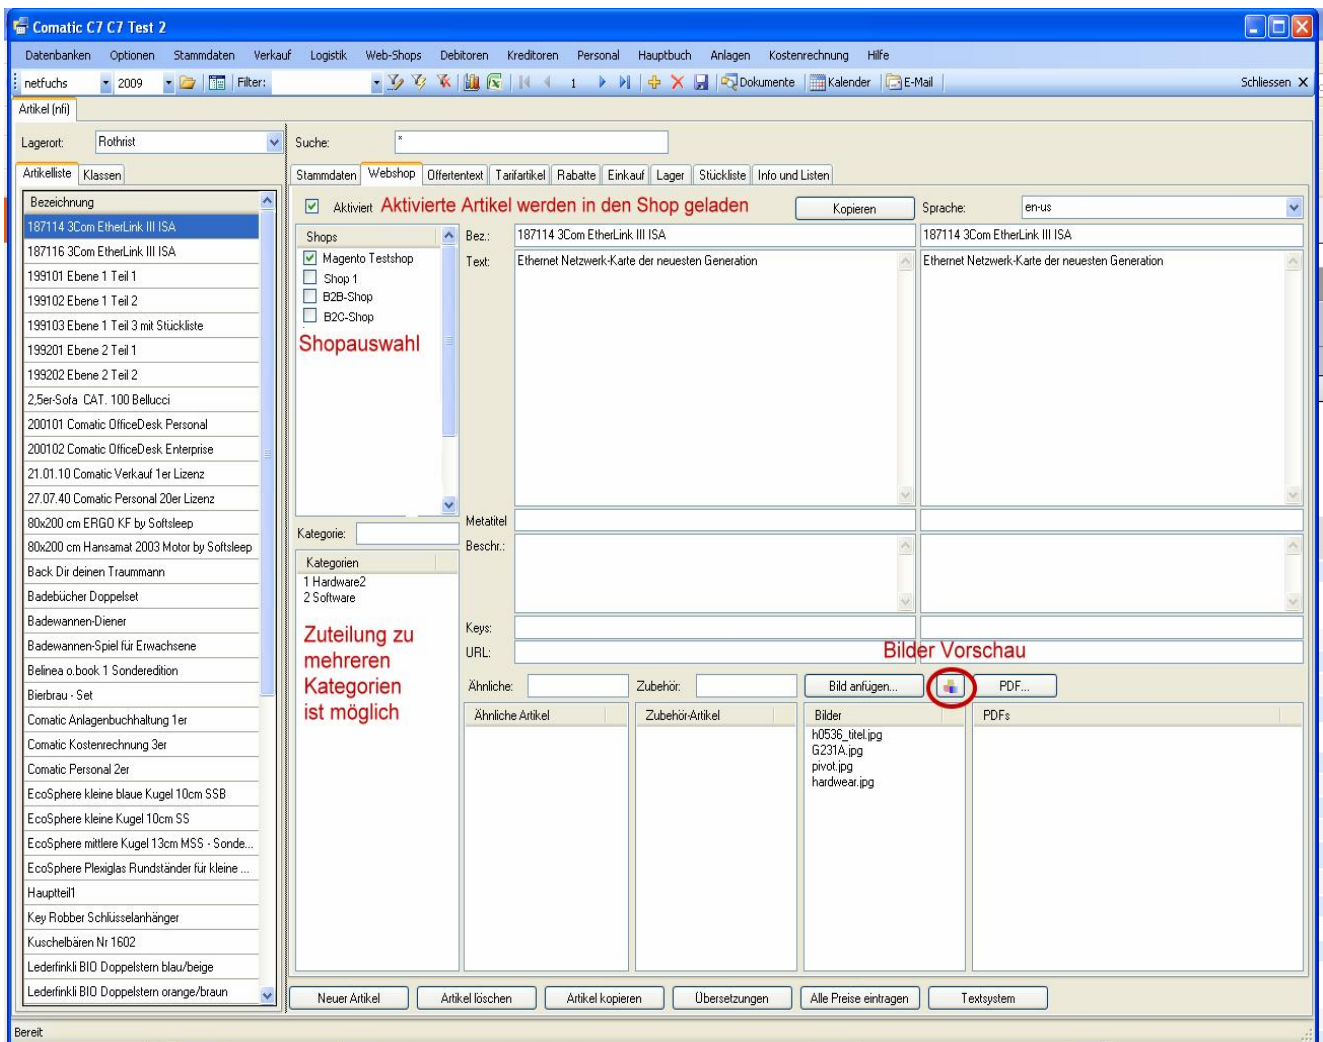 Comatic C7 C7 Test 2
Datenbanken Optionen Stammdaten Verkauf Logistik Web-Shops Debitoren Kreditoren Personal Hauptbuch Anlagen Kostenrechnung Hilfe
netfuchs 2009 Filter: 1 Dokumente Kalender E-Mail Schliessen X
Artikel (nfi)
Lagerort: Rothrist Suche: *
Artikelliste Klassen
Stammdaten Webshop Offertentext Tarifartikel Rabatte Einkauf Lager Stückliste Info und Listen
Bezeichnung
187114 3Com EtherLink III ISA
187116 3Com EtherLink III ISA
199101 Ebene 1 Teil 1
199102 Ebene 1 Teil 2
199103 Ebene 1 Teil 3 mit Stückliste
199201 Ebene 2 Teil 1
199202 Ebene 2 Teil 2
2,5er-Sofa CAT. 100 Bellucci
200101 Comatic OfficeDesk Personal
200102 Comatic OfficeDesk Enterprise
21.01.10 Comatic Verkauf 1er Lizenz
27.07.40 Comatic Personal 20er Lizenz
80x200 cm ERGO KF by Softsleep
80x200 cm Hansamat 2003 Motor by Softsleep
Back Dir deinen Traummann
Badebücher Doppelset
Badewannen-Diener
Badewannen-Spiel für Erwachsene
Belinea o.book 1 Sonderedition
Bierbrau - Set
Comatic Anlagenbuchhaltung 1er
Comatic Kostenrechnung 3er
Comatic Personal 2er
EcoSphere kleine blaue Kugel 10cm SSB
EcoSphere kleine Kugel 10cm SS
EcoSphere mittlere Kugel 13cm MSS - Sonde...
EcoSphere Plexiglas Rundständer für kleine ...
Hauptteil1
Key Robber Schlüsselanhänger
Kuschelbären Nr 1602
Lederfinkli BIO Doppelstern blau/beige
Lederfinkli BIO Doppelstern orange/braun
Aktiviert Aktivierte Artikel werden in den Shop geladen Kopieren Sprache: en-us
Shops
Magento Testshop
Shop 1
B2B-Shop
B2C-Shop
Shopauswahl
Bez.: 187114 3Com EtherLink III ISA 187114 3Com EtherLink III ISA
Text: Ethernet Netzwerk-Karte der neuesten Generation Ethernet Netzwerk-Karte der neuesten Generation
Kategorie:
Kategorien
1 Hardware2
2 Software
Zuteilung zu
mehreren
Kategorien
ist möglich
Metatitel
Beschr.:
Keys:
URL:
Bilder Vorschau
Ähnliche: Zubehör: Bild anfügen... PDF...
Ähnliche Artikel Zubehör-Artikel Bilder PDFs
h0536_titel.jpg
G231A.jpg
pivot.jpg
hardwear.jpg
Neuer Artikel Artikel löschen Artikel kopieren Übersetzungen Alle Preise eintragen Textsystem
Bereit